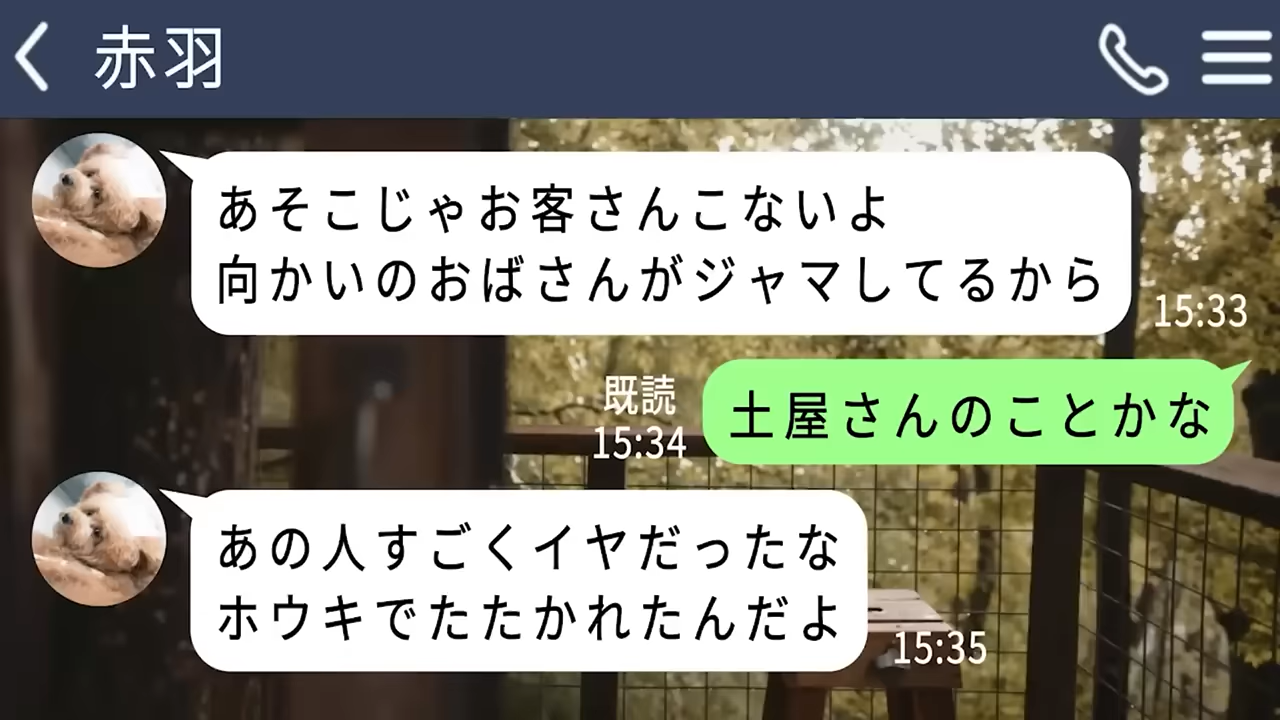 赤羽
あそこじゃお客さんこないよ
向かいのおばさんがジャマしてるから
15:33
既読
15:34
土屋さんのことかな
あの人すごくイヤだったな
ホウキでたたかれたんだよ
15:35